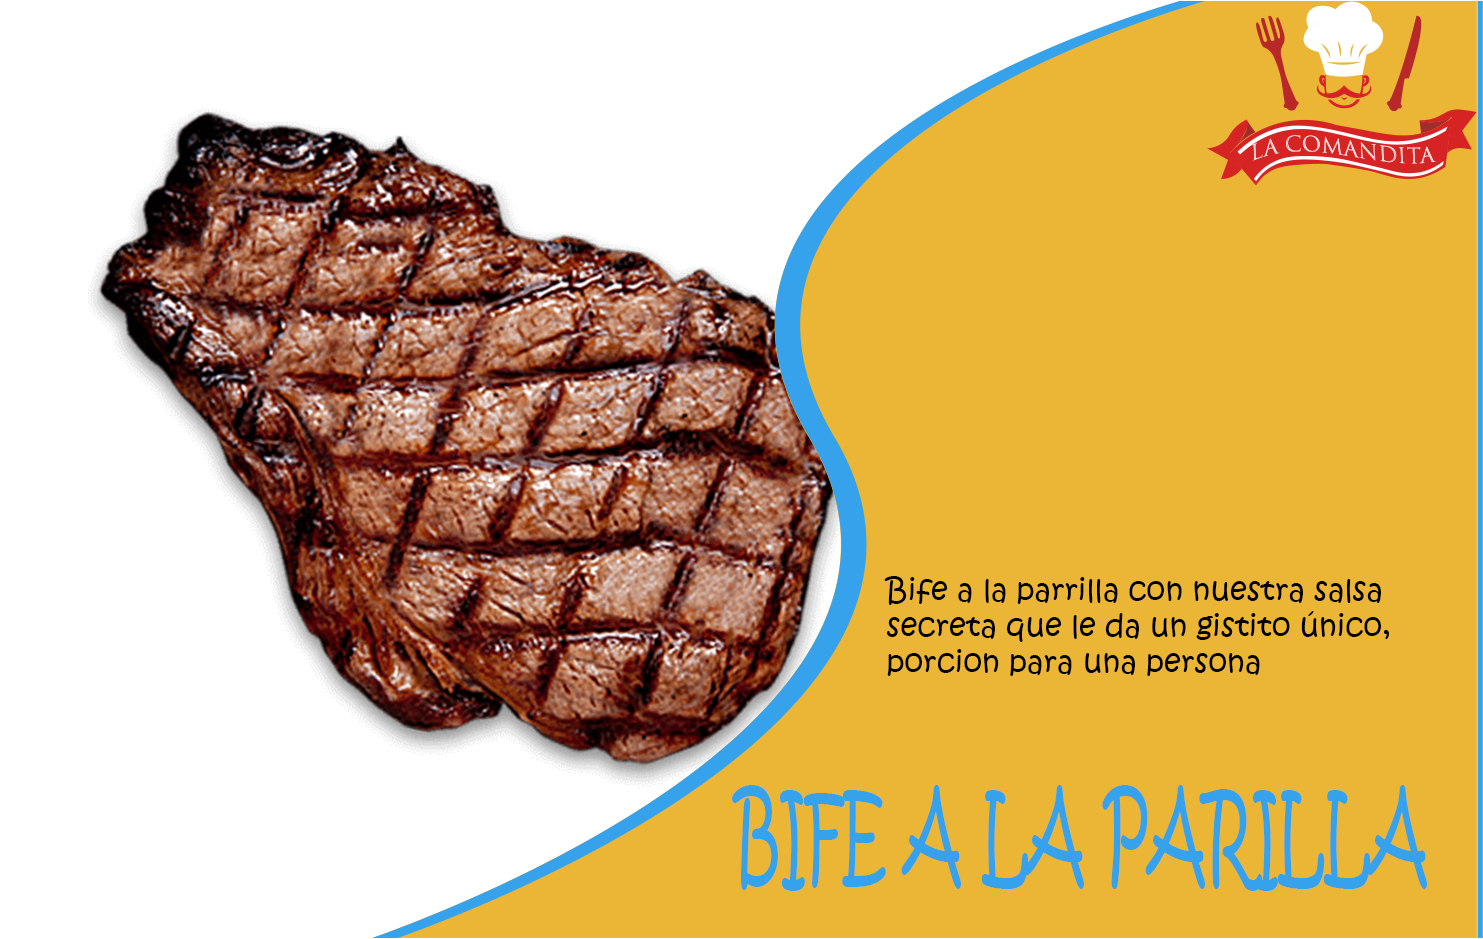 LA COMANDITA
Bife a la parrilla con nuestra salsa
secreta que le da un gistito único,
porcion para una persona
BIFE A LA PARILLA